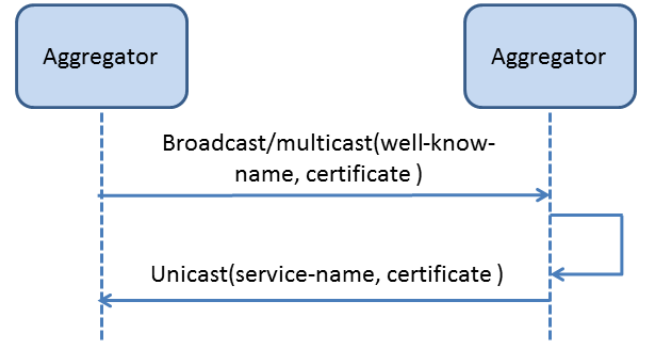 Aggregator
Aggregator
Broadcast/multicast(well-know-
name, certificate )
Unicast(service-name, certificate )